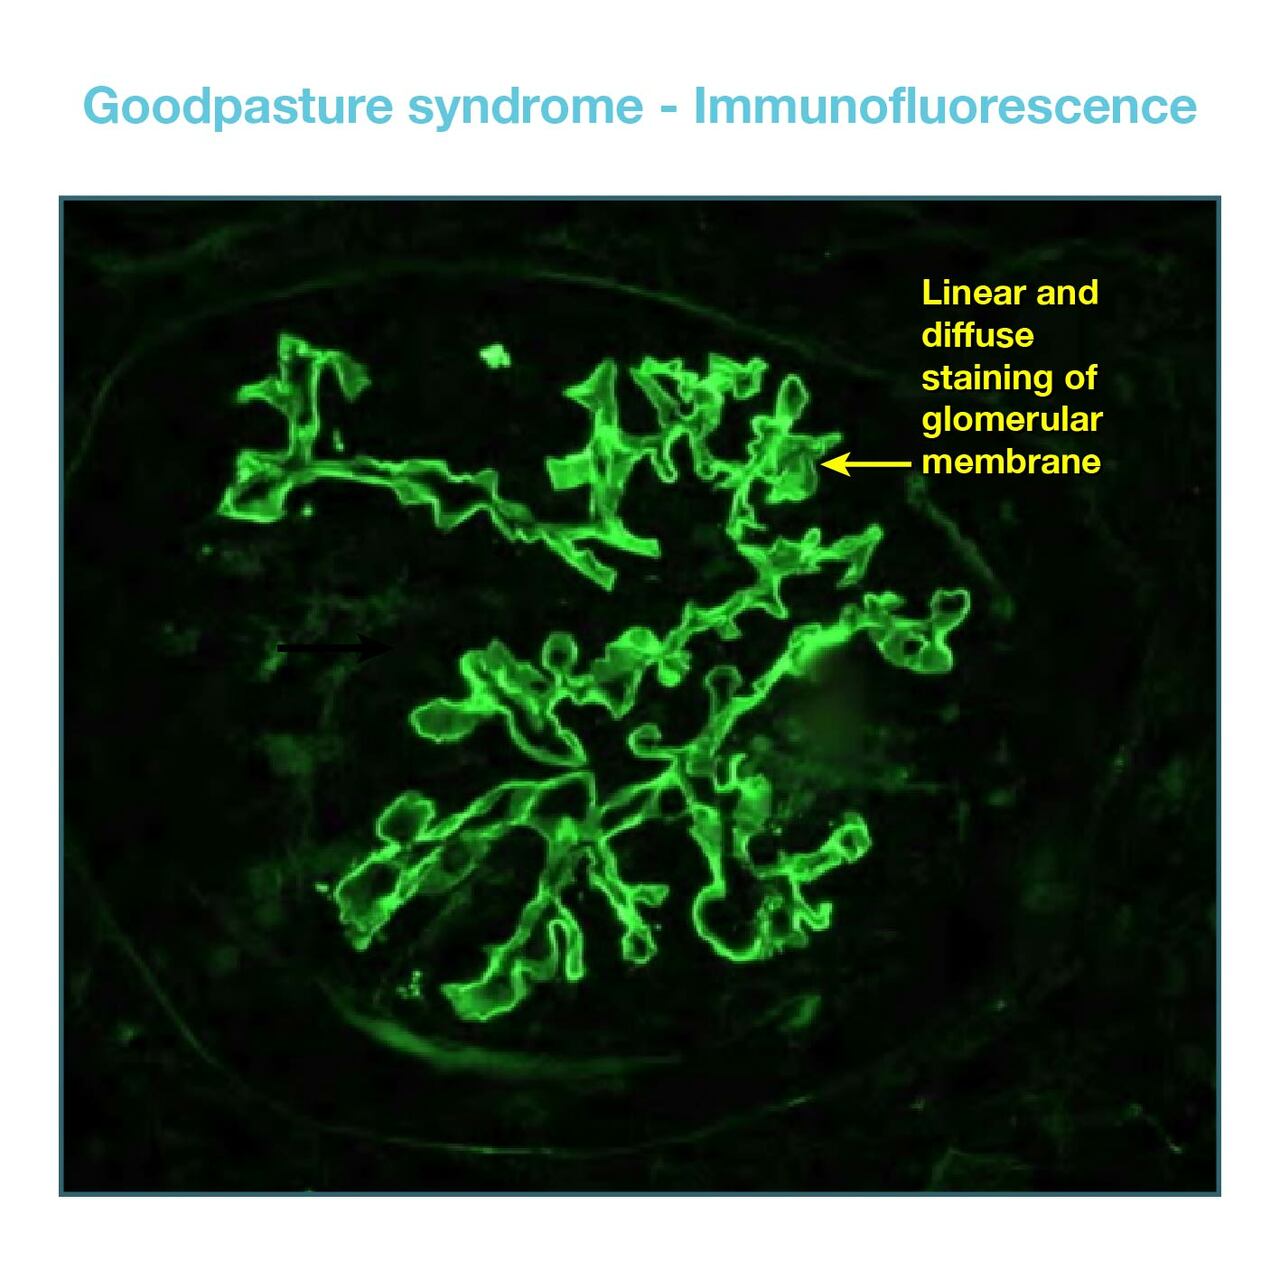 Goodpasture syndrome - Immunofluorescence
Linear and
diffuse
staining of
glomerular
membrane